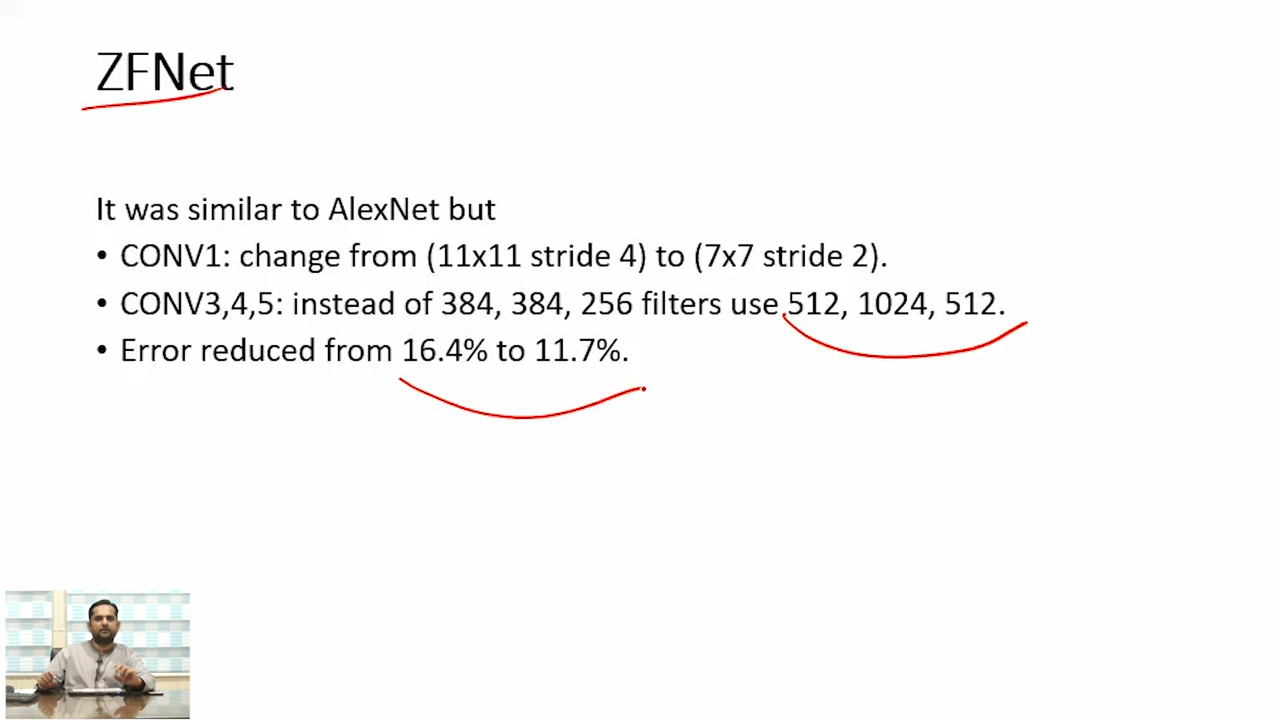 ZFNet
It was similar to AlexNet but
• CONV1: change from (11x11 stride 4) to (7x7 stride 2).
• CONV3,4,5: instead of 384, 384, 256 filters use 512, 1024, 512.
• Error reduced from 16.4% to 11.7%.